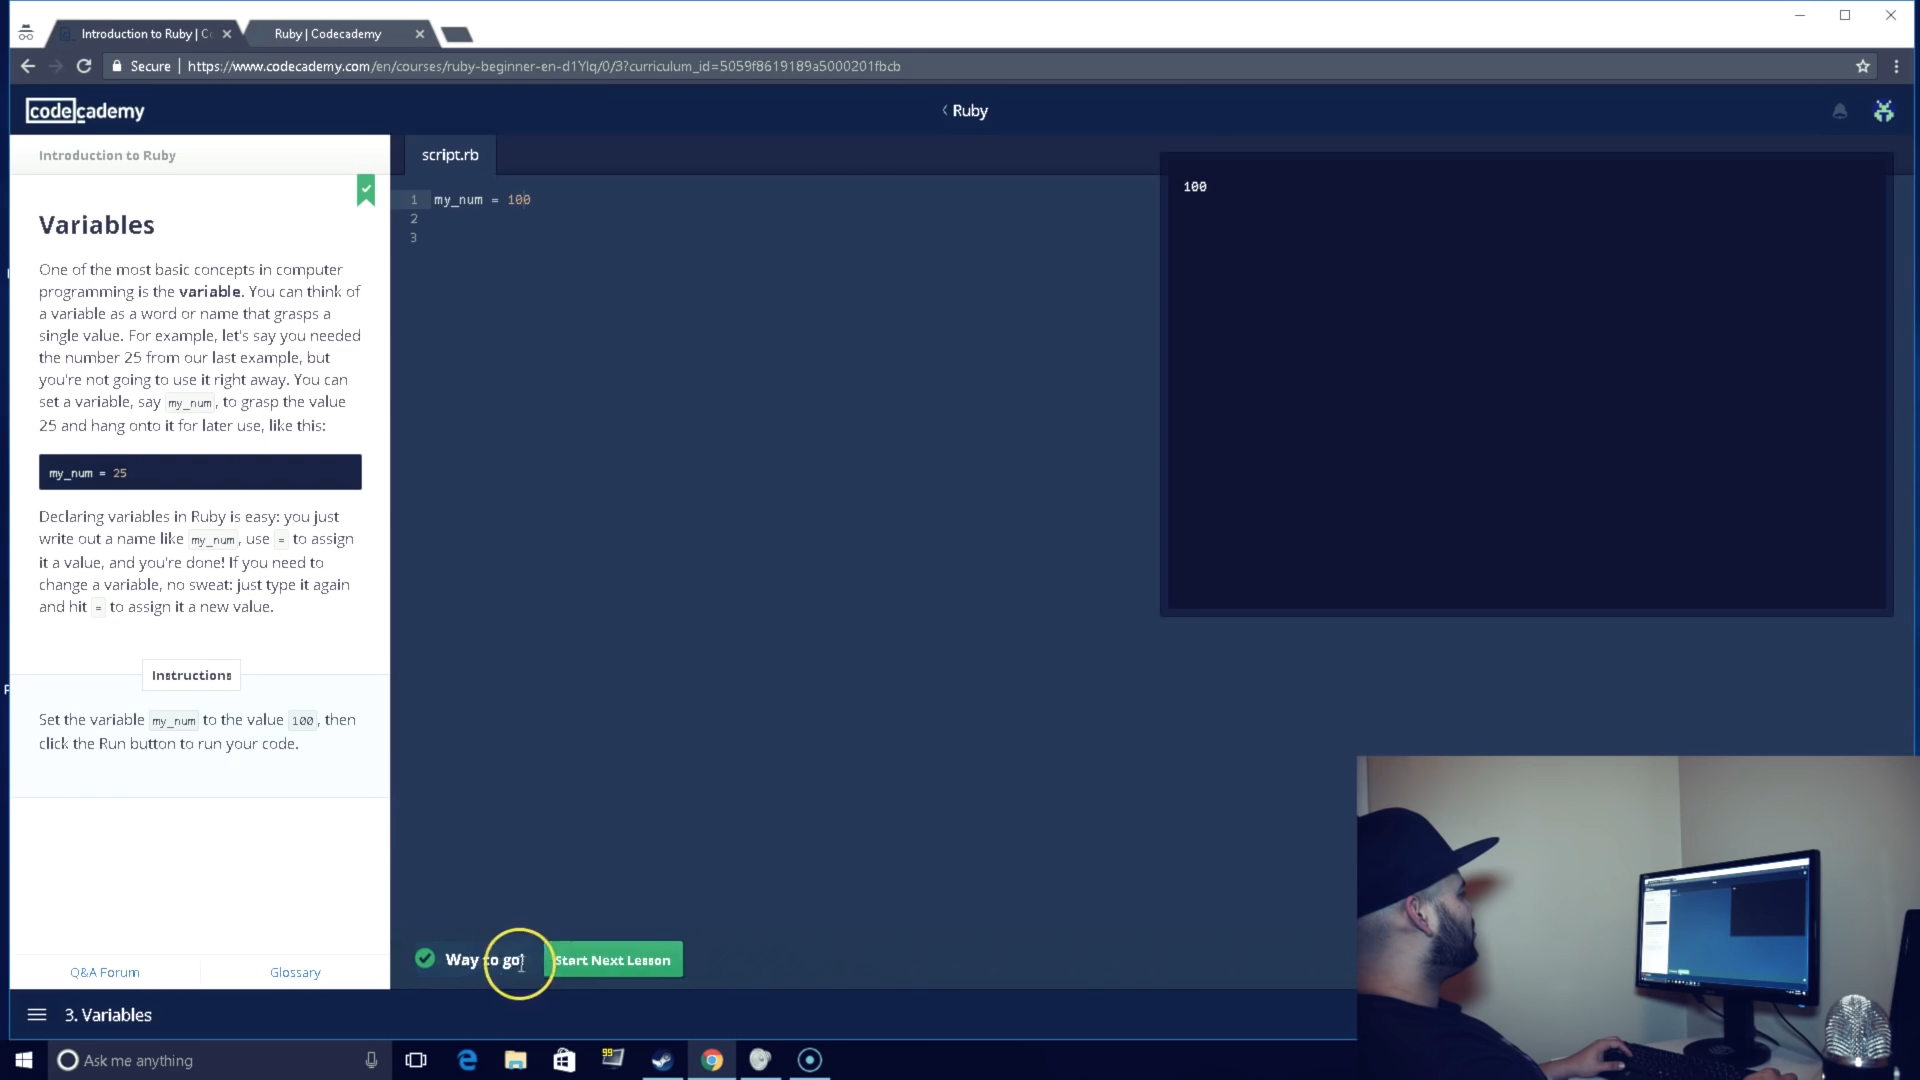 Introduction to Ruby | C
Ruby | Codecademy
Secure | https://www.codecademy.com/en/courses/ruby-beginner-en-d1Ylq/0/3?curriculum_id=5059f8619189a5000201fbcb
codecademy
Ruby
Introduction to Ruby
script.rb
Variables
One of the most basic concepts in computer
programming is the variable. You can think of
a variable as a word or name that grasps a
single value. For example, let's say you needed
the number 25 from our last example, but
you're not going to use it right away. You can
set a variable, say my_num, to grasp the value
25 and hang onto it for later use, like this:
my_num = 25
Declaring variables in Ruby is easy: you just
write out a name like my_num, use = to assign
it a value, and you're done! If you need to
change a variable, no sweat: just type it again
and hit = to assign it a new value.
Instructions
Set the variable my_num to the value 100, then
click the Run button to run your code.
Q&A Forum
Glossary
1 my_num = 100
2
3
100
Way to go!
Start Next Lesson
3. Variables
Ask me anything
99